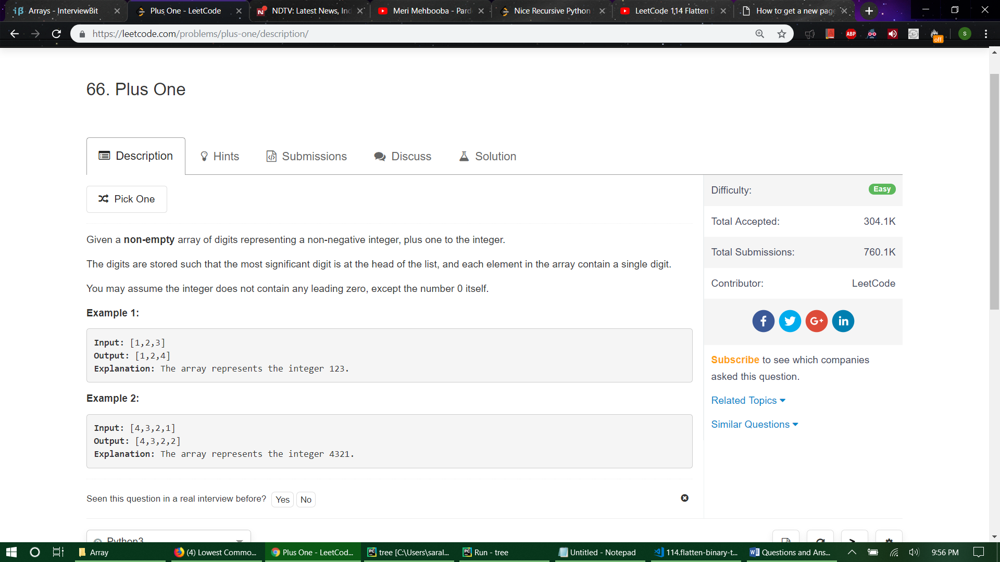 Arrays - InterviewBit
Plus One - LeetCode
NDTV: Latest News, Ind
Meri Mehbooba - Pard
Nice Recursive Python
LeetCode 114 Flatten B
How to get a new page
https://leetcode.com/problems/plus-one/description/
ABP
off
S
66. Plus One
Description
Hints
Submissions
Discuss
Solution
Pick One
Given a non-empty array of digits representing a non-negative integer, plus one to the integer.
The digits are stored such that the most significant digit is at the head of the list, and each element in the array contain a single digit.
You may assume the integer does not contain any leading zero, except the number 0 itself.
Example 1:
Input: [1,2,3]
Output: [1,2,4]
Explanation: The array represents the integer 123.
Example 2:
Input: [4,3,2,1]
Output: [4,3,2,2]
Explanation: The array represents the integer 4321.
Seen this question in a real interview before? Yes No
Python3
Difficulty: Easy
Total Accepted: 304.1K
Total Submissions: 760.1K
Contributor: LeetCode
Subscribe to see which companies
asked this question.
Related Topics
Similar Questions
Array
(4) Lowest Commo...
Plus One - LeetCod...
tree [C:\Users\saral...
Run - tree
Untitled - Notepad
114.flatten-binary-t...
Questions and Ans...
9:56 PM